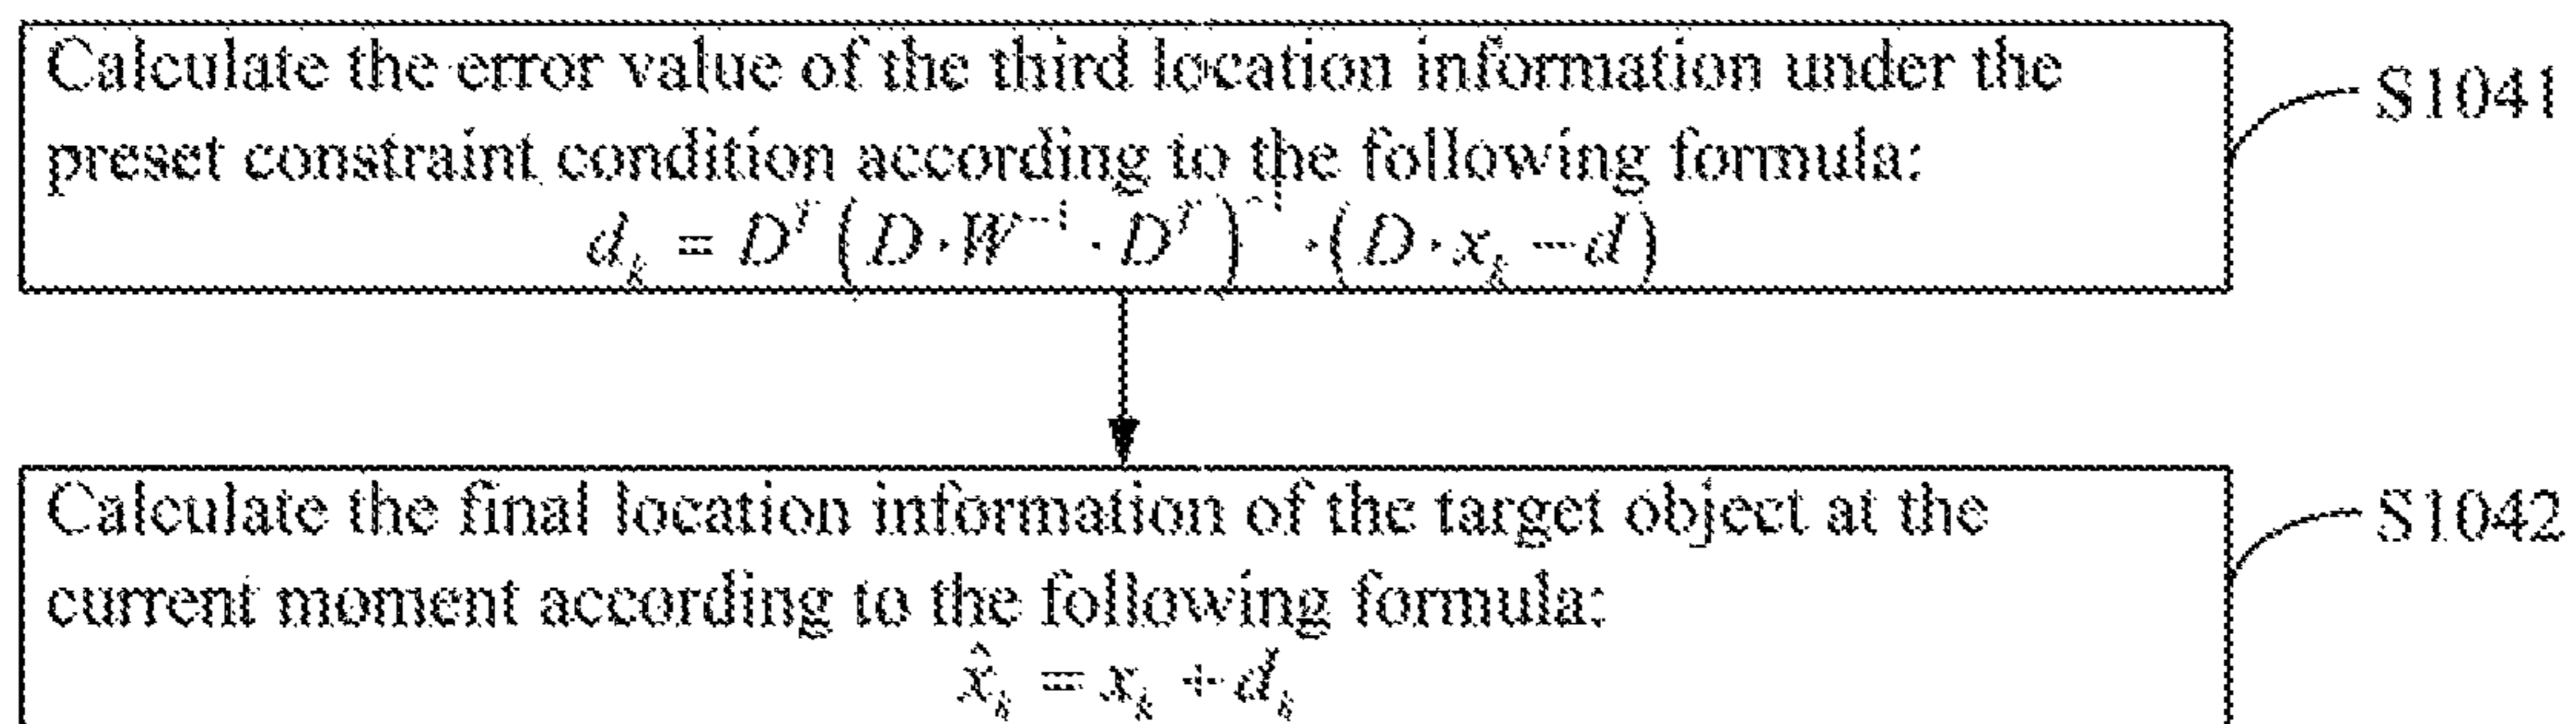 Calculate the error value of the third location information under the
preset constraint condition according to the following formula:
d_k = D^T (D·W^{-1}·D^T)^{-1}·(D·x_k − d)
S1041
Calculate the final location information of the target object at the
current moment according to the following formula:
x̂_k = x_k + d_k
S1042